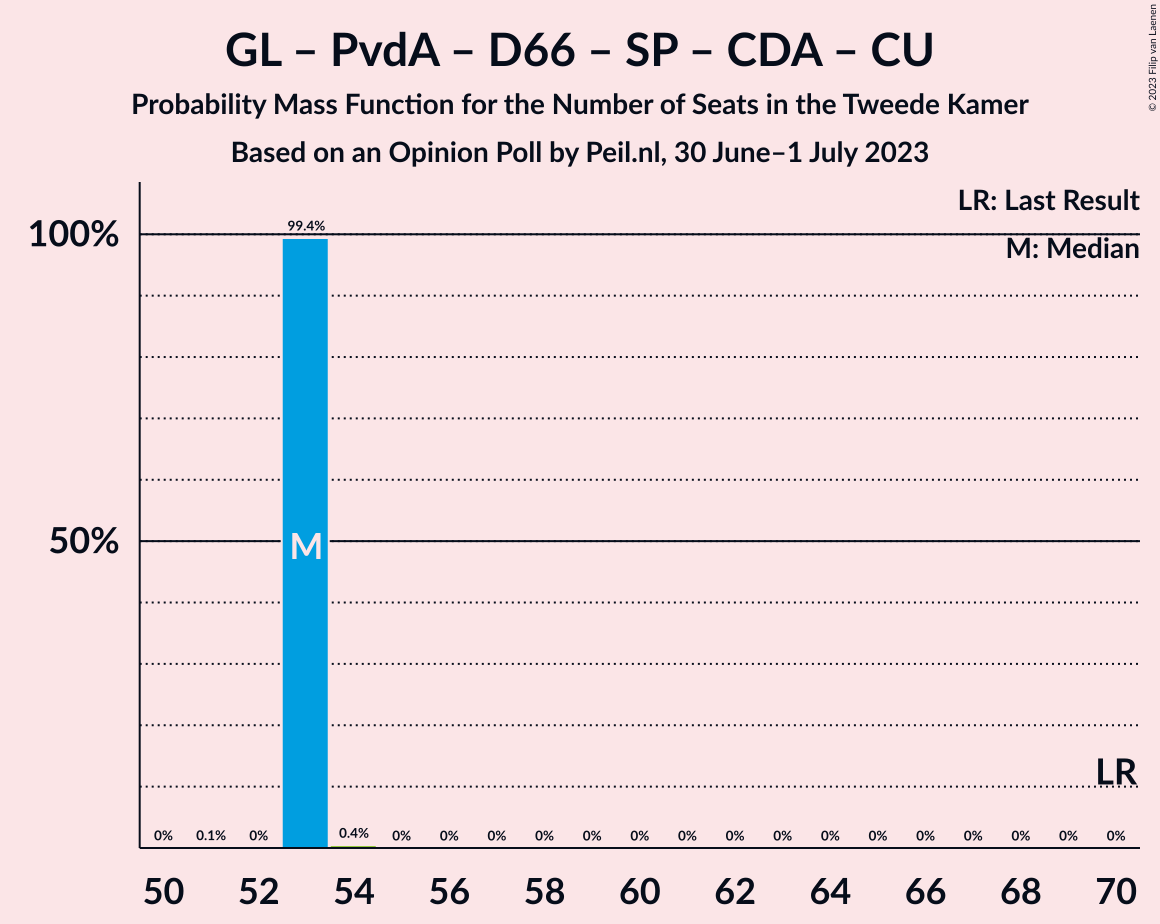 GL – PvdA – D66 – SP – CDA – CU
Probability Mass Function for the Number of Seats in the Tweede Kamer
Based on an Opinion Poll by Peil.nl, 30 June–1 July 2023
© 2023 Filip van Laenen
LR: Last Result
M: Median
100%
50%
99.4%
M
LR
0% 0.1% 0% 0.4% 0% 0% 0% 0% 0% 0% 0% 0% 0% 0% 0% 0% 0% 0% 0% 0%
50 52 54 56 58 60 62 64 66 68 70